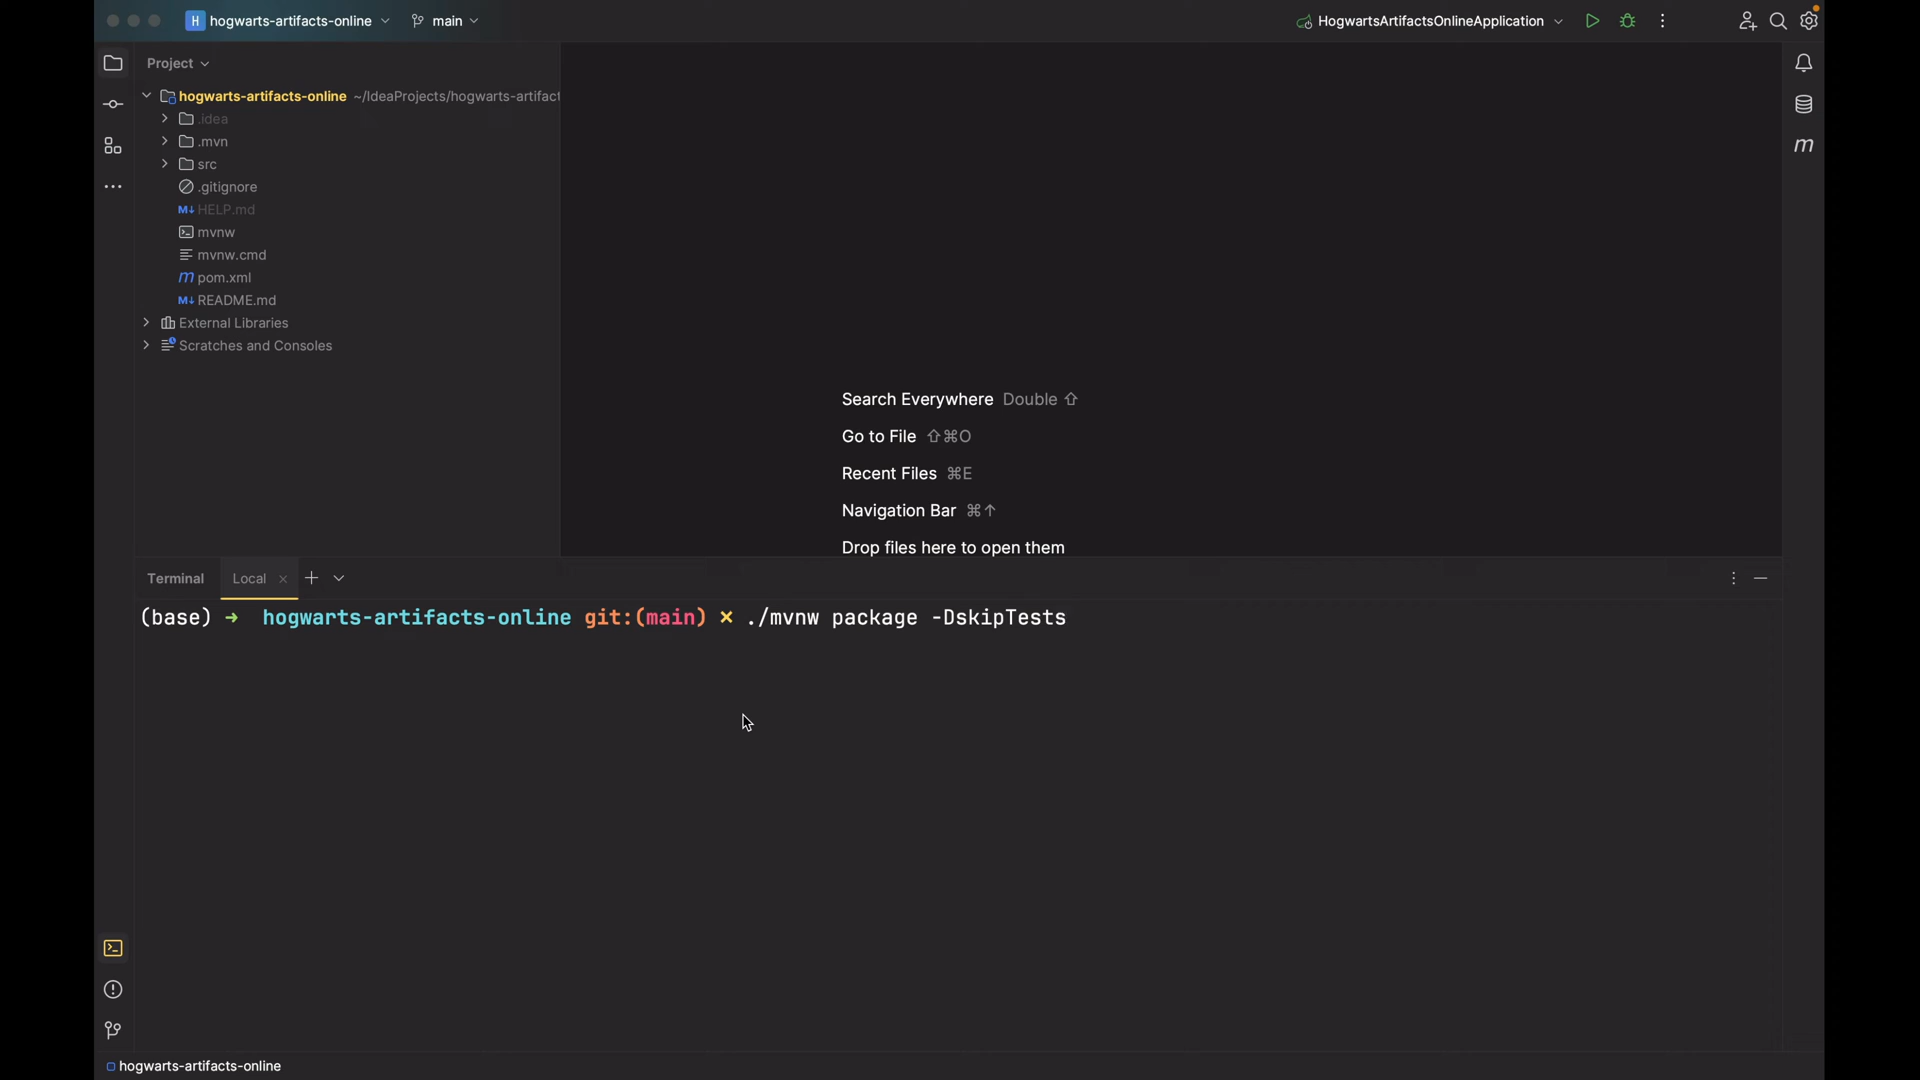 H hogwarts-artifacts-online main HogwartsArtifactsOnlineApplication
Project
hogwarts-artifacts-online ~/IdeaProjects/hogwarts-artifact
.idea
.mvn
src
.gitignore
M↓ HELP.md
mvnw
mvnw.cmd
m pom.xml
M↓ README.md
External Libraries
Scratches and Consoles
m
Search Everywhere Double ⇧
Go to File ⇧⌘O
Recent Files ⌘E
Navigation Bar ⌘↑
Drop files here to open them
Terminal Local × +
(base) ➜ hogwarts-artifacts-online git:(main) × ./mvnw package -DskipTests
hogwarts-artifacts-online